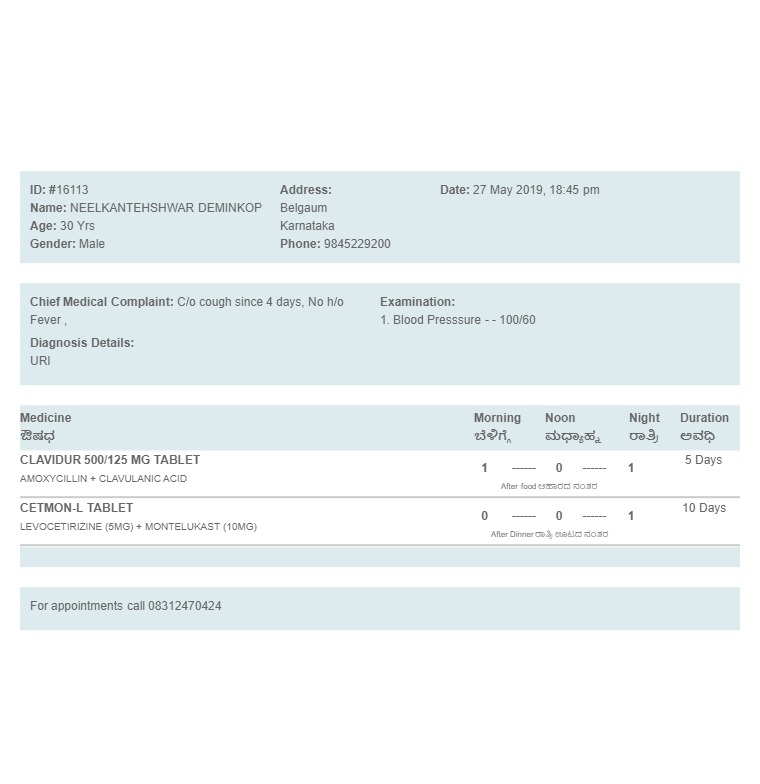 ID: #16113
Name: NEELKANTEHSHWAR DEMINKOP
Age: 30 Yrs
Gender: Male
Address:
Belgaum
Karnataka
Phone: 9845229200
Date: 27 May 2019, 18:45 pm
Chief Medical Complaint: C/o cough since 4 days, No h/o
Fever ,
Diagnosis Details:
URI
Examination:
1. Blood Presssure - - 100/60
Medicine Morning Noon Night Duration
ಔಷಧ ಬೆಳಿಗ್ಗೆ ಮಧ್ಯಾಹ್ನ ರಾತ್ರಿ ಅವಧಿ
CLAVIDUR 500/125 MG TABLET 5 Days
1 ------ 0 ------ 1
AMOXYCILLIN + CLAVULANIC ACID
After food ಆಹಾರದ ನಂತರ
CETMON-L TABLET 10 Days
0 ------ 0 ------ 1
LEVOCETIRIZINE (5MG) + MONTELUKAST (10MG)
After Dinner ರಾತ್ರಿ ಊಟದ ನಂತರ
For appointments call 08312470424